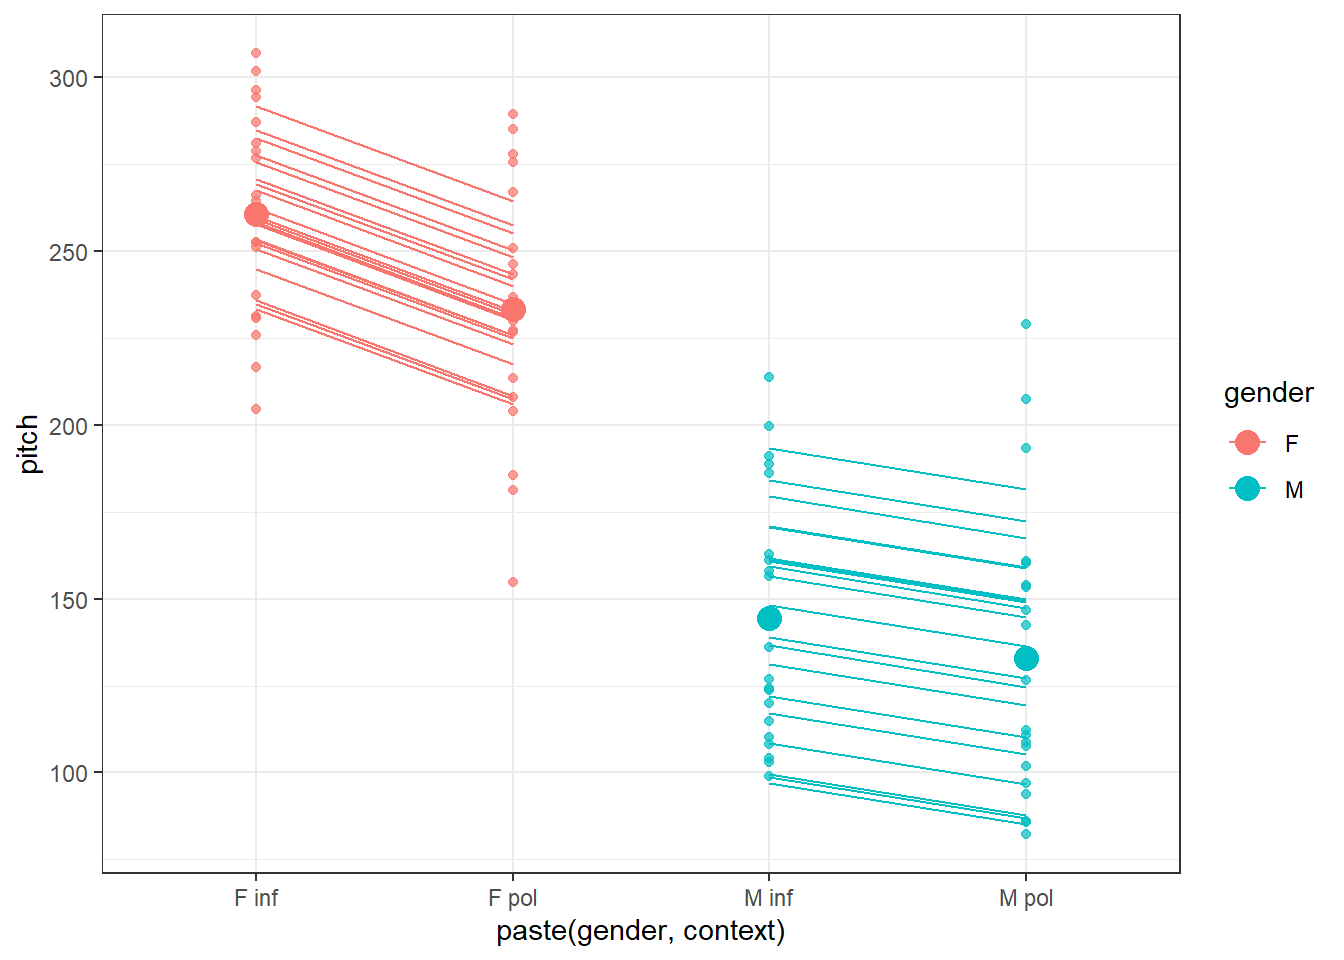 300
250
200
150
100
pitch
F inf
F pol
M inf
M pol
paste(gender, context)
gender
F
M